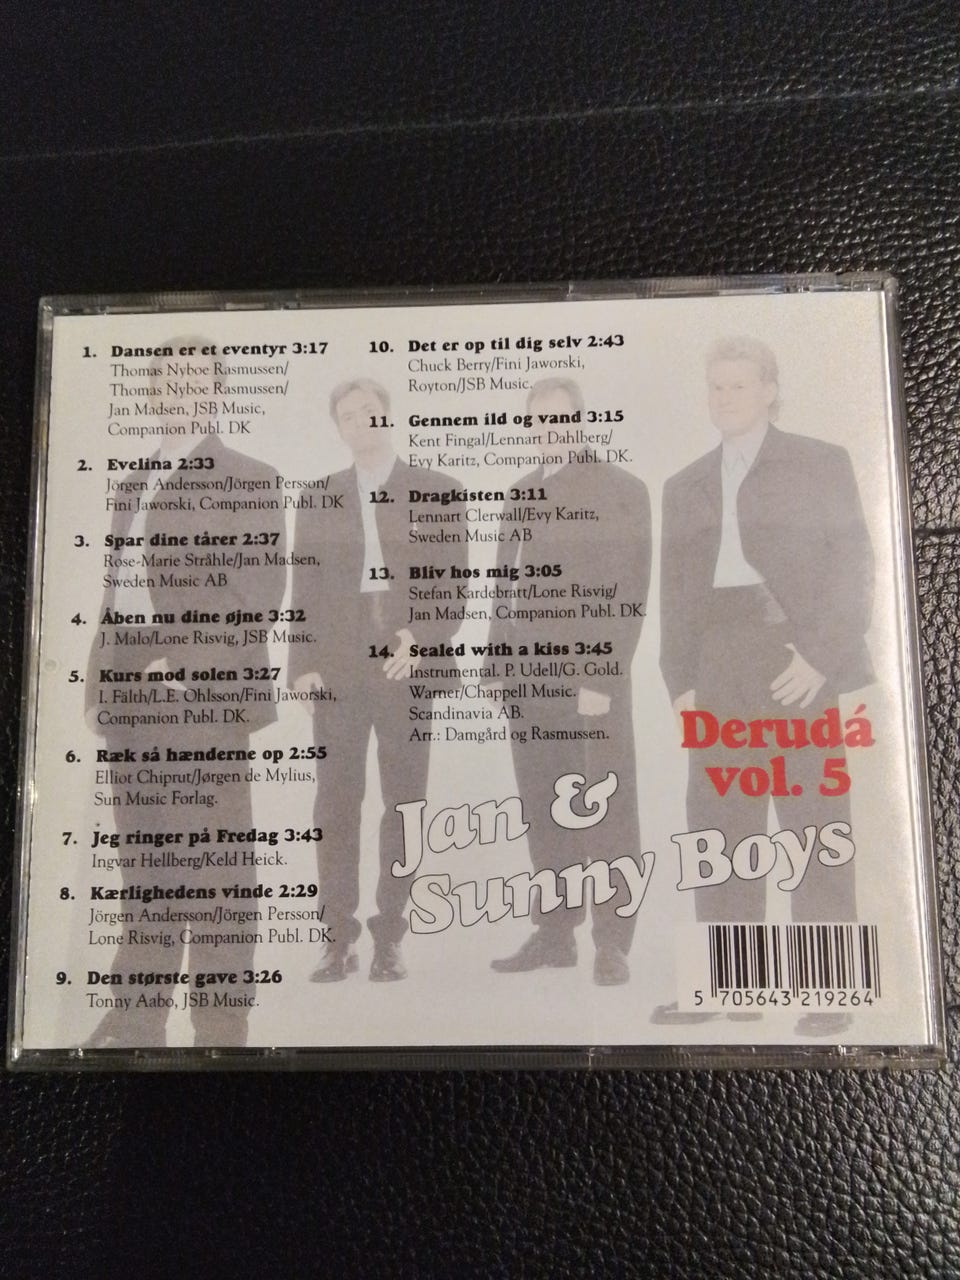 1. Dansen er et eventyr 3:17
Thomas Nyboe Rasmussen/
Thomas Nyboe Rasmussen/
Jan Madsen, JSB Music,
Companion Publ. DK
2. Evelina 2:33
Jörgen Andersson/Jörgen Persson/
Fini Jaworski, Companion Publ. DK
3. Spar dine tårer 2:37
Rose-Marie Stråhle/Jan Madsen,
Sweden Music AB
4. Åben nu dine øjne 3:32
J. Malo/Lone Risvig, JSB Music.
5. Kurs mod solen 3:27
I. Fälth/L.E. Ohlsson/Fini Jaworski,
Companion Publ. DK.
6. Ræk så hænderne op 2:55
Elliot Chiprut/Jørgen de Mylius,
Sun Music Forlag.
7. Jeg ringer på Fredag 3:43
Ingvar Hellberg/Keld Heick.
8. Kærlighedens vinde 2:29
Jörgen Andersson/Jörgen Persson/
Lone Risvig, Companion Publ. DK.
9. Den største gave 3:26
Tonny Aabo, JSB Music.
10. Det er op til dig selv 2:43
Chuck Berry/Fini Jaworski,
Royton/JSB Music.
11. Gennem ild og vand 3:15
Kent Fingal/Lennart Dahlberg/
Evy Karitz, Companion Publ. DK.
12. Dragkisten 3:11
Lennart Clerwall/Evy Karitz,
Sweden Music AB
13. Bliv hos mig 3:05
Stefan Kardebratt/Lone Risvig/
Jan Madsen, Companion Publ. DK.
14. Sealed with a kiss 3:45
Instrumental. P. Udell/G. Gold.
Warner/Chappell Music.
Scandinavia AB.
Arr.: Damgård og Rasmussen.
Derudá
vol. 5
Jan &
Sunny Boys
5 705643 219264